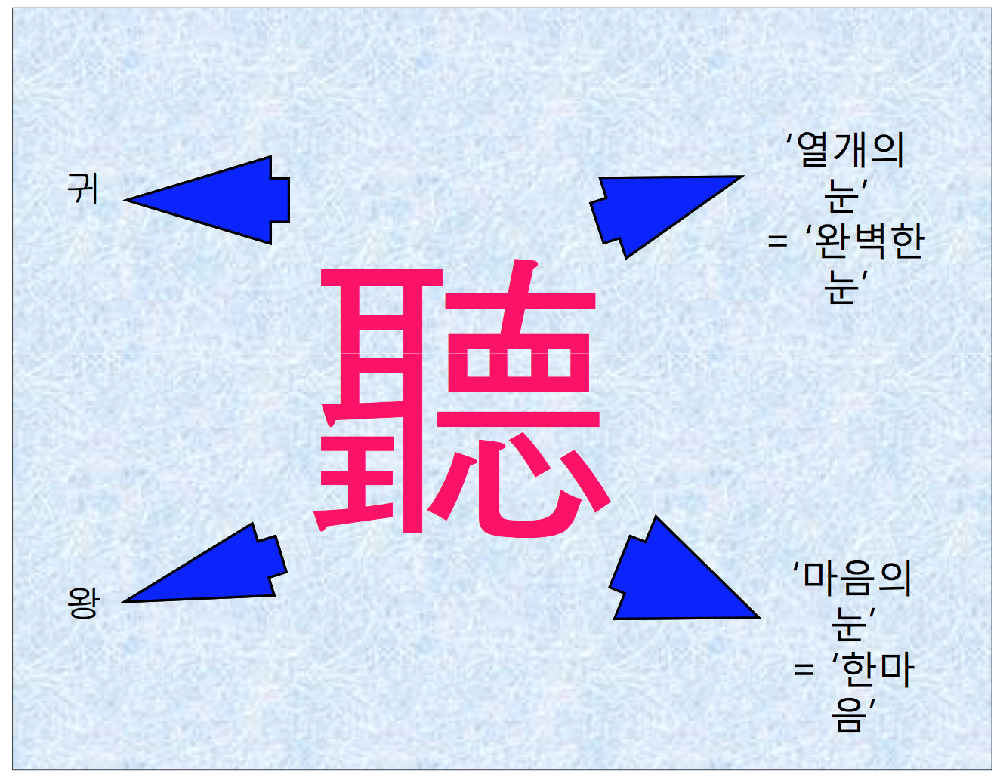 귀
‘열개의
눈’
= ‘완벽한
눈’
聽
왕
‘마음의
눈’
= ‘한마
음’